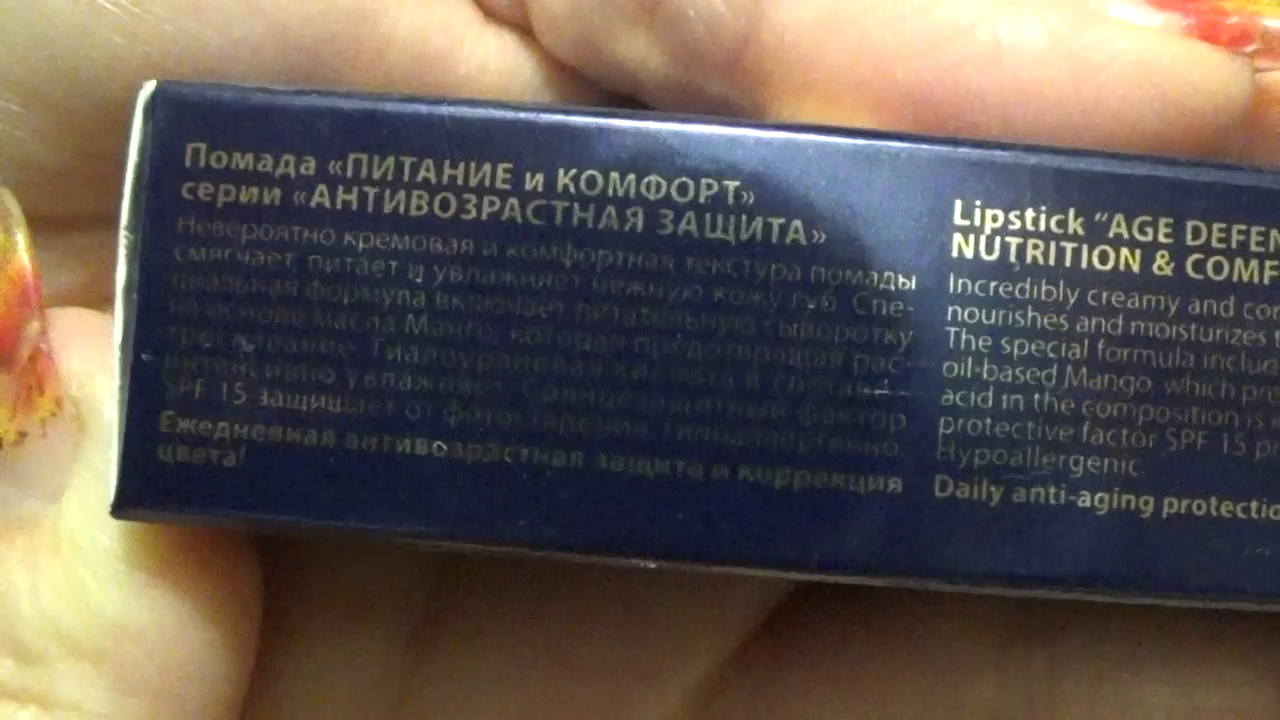 Помада «ПИТАНИЕ и КОМФОРТ»
серии «АНТИВОЗРАСТНАЯ ЗАЩИТА»
Невероятно кремовая и комфортная текстура помады
смягчает, питает и увлажняет нежную кожу губ. Спе-
циальная формула включает питательную сыворотку
на основе масла Манго, которая предотвращая рас-
трескивание. Гиалоурановая кислота в составе
интенсивно увлажняет. Солнцезащитный фактор
SPF 15 защищает от фотостарения. Гипоаллергенно.
Ежедневная антивозрастная защита и коррекция
цвета!
Lipstick “AGE DEFEN
NUTRITION & COMF
Incredibly creamy and com
nourishes and moisturizes t
The special formula includ
oil-based Mango, which pre
acid in the composition is
protective factor SPF 15 p
Hypoallergenic.
Daily anti-aging protectio